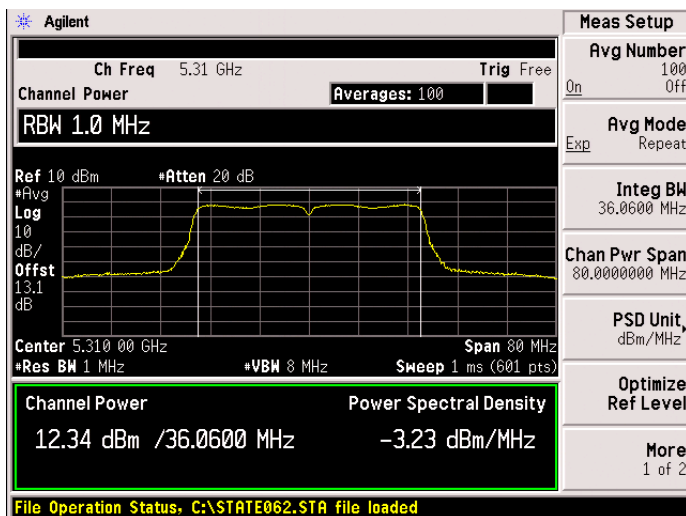 Agilent
Meas Setup
Ch Freq 5.31 GHz Trig Free
Channel Power Averages: 100
RBW 1.0 MHz
Ref 10 dBm #Atten 20 dB
#Avg
Log
10
dB/
Offst
13.1
dB
Center 5.310 00 GHz Span 80 MHz
#Res BW 1 MHz #VBW 8 MHz Sweep 1 ms (601 pts)
Channel Power Power Spectral Density
12.34 dBm /36.0600 MHz -3.23 dBm/MHz
File Operation Status, C:\STATE062.STA file loaded
Avg Number
100
On Off
Avg Mode
Exp Repeat
Integ BW
36.0600 MHz
Chan Pwr Span
80.0000000 MHz
PSD Unit
dBm/MHz
Optimize
Ref Level
More
1 of 2